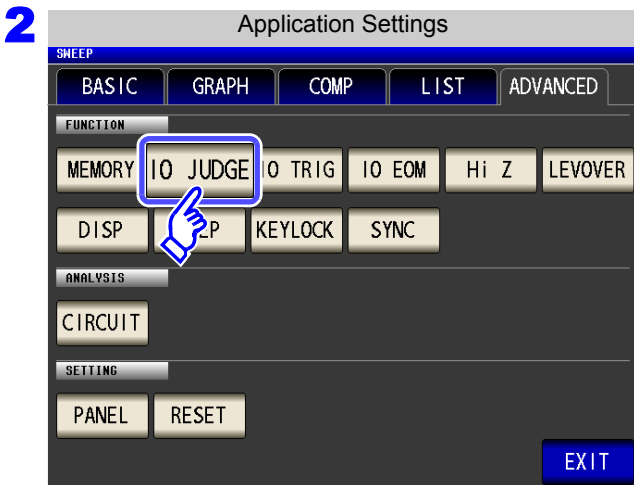 2
Application Settings
SWEEP
BASIC GRAPH COMP LIST ADVANCED
FUNCTION
MEMORY IO JUDGE IO TRIG IO EOM Hi Z LEVOVER
DISP KEYLOCK SYNC
ANALYSIS
CIRCUIT
SETTING
PANEL RESET
EXIT